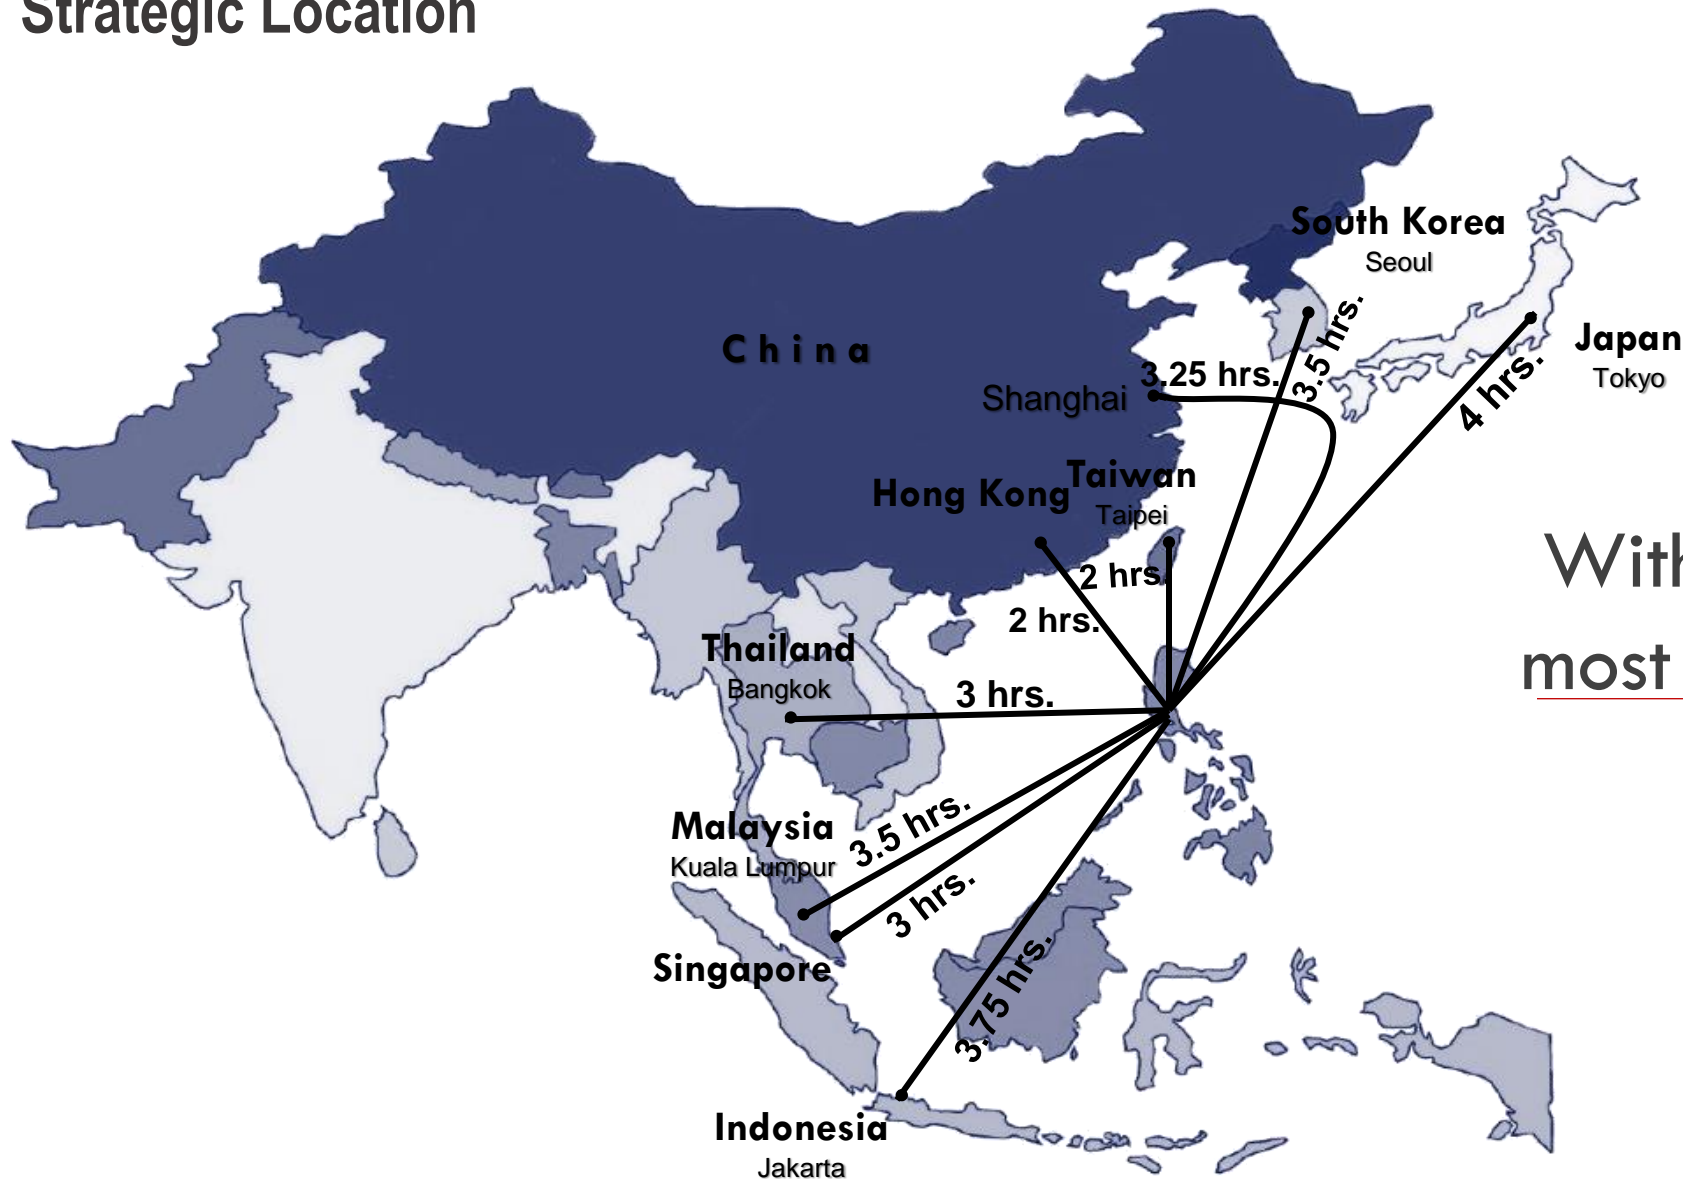 Strategic Location
South Korea
Seoul
China
3.5 hrs.
Japan
Tokyo
3.25 hrs.
Shanghai
4 hrs.
Taiwan
Hong Kong
Taipei
With
2 hrs.
2 hrs.
Thailand
most
Bangkok
3 hrs.
Malaysia
3.5 hrs.
Kuala Lumpur
3 hrs.
Singapore
3.75 hrs.
Indonesia
Jakarta